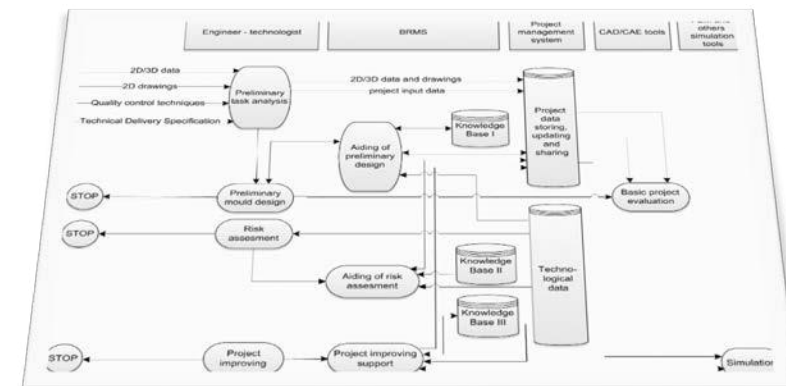 Engineer - technologist
BRMS
Project
management
system
CAD/CAE tools
others
simulation
tools
2D/3D data
2D drawings
Quality control techniques
Technical Delivery Specification
Preliminary
task analysis
2D/3D data and drawings
project input data
Knowledge
Base I
Project
data
storing,
updating
and
sharing
Aiding of
preliminary
design
STOP
Preliminary
mould design
Basic project
evaluation
STOP
Risk
assesment
Aiding of risk
assesment
Knowledge
Base II
Techno-
logical
data
Knowledge
Base III
STOP
Project
improving
Project improving
support
Simulation